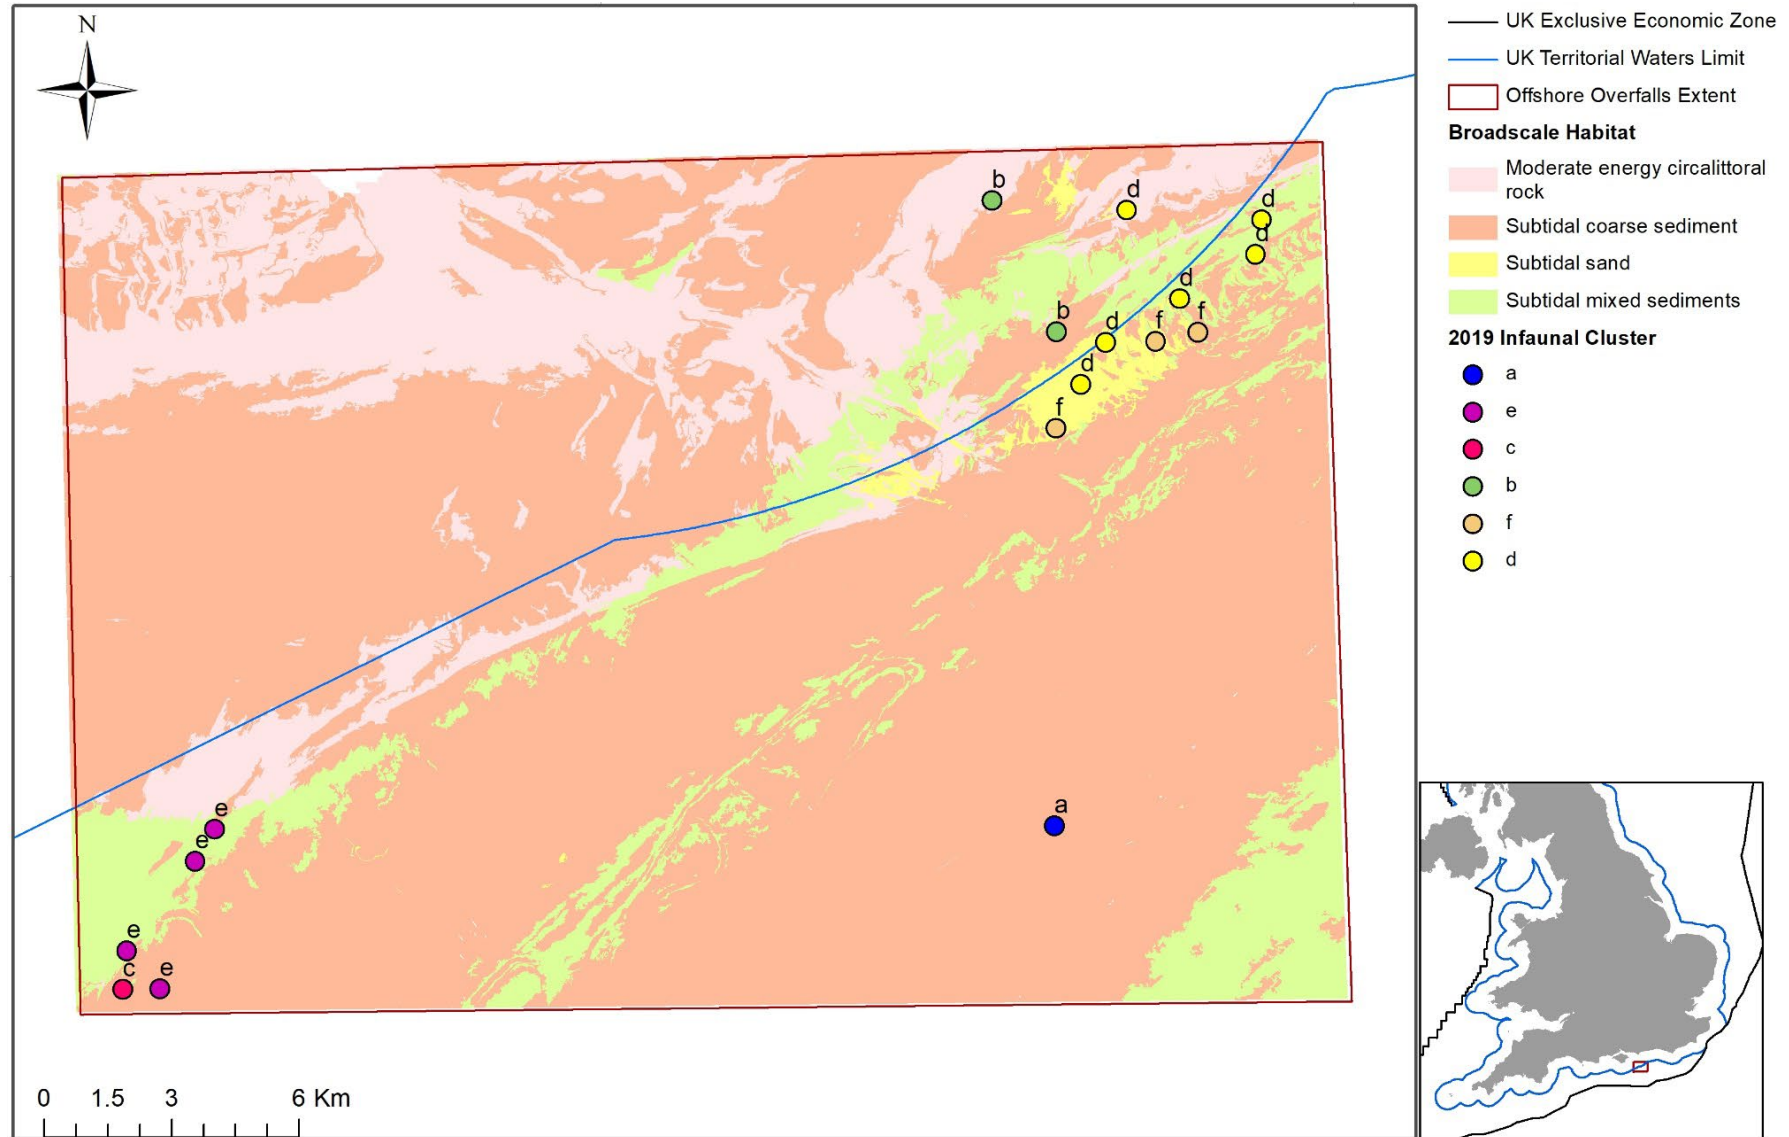 N
UK Exclusive Economic Zone
UK Territorial Waters Limit
Offshore Overfalls Extent
Broadscale Habitat
Moderate energy circalittoral
rock
Subtidal coarse sediment
Subtidal sand
Subtidal mixed sediments
2019 Infaunal Cluster
a
e
c
b
f
d
b
d
d
d
d
b
d
f
f
d
f
a
e
e
e
c
e
0 1.5 3 6 Km